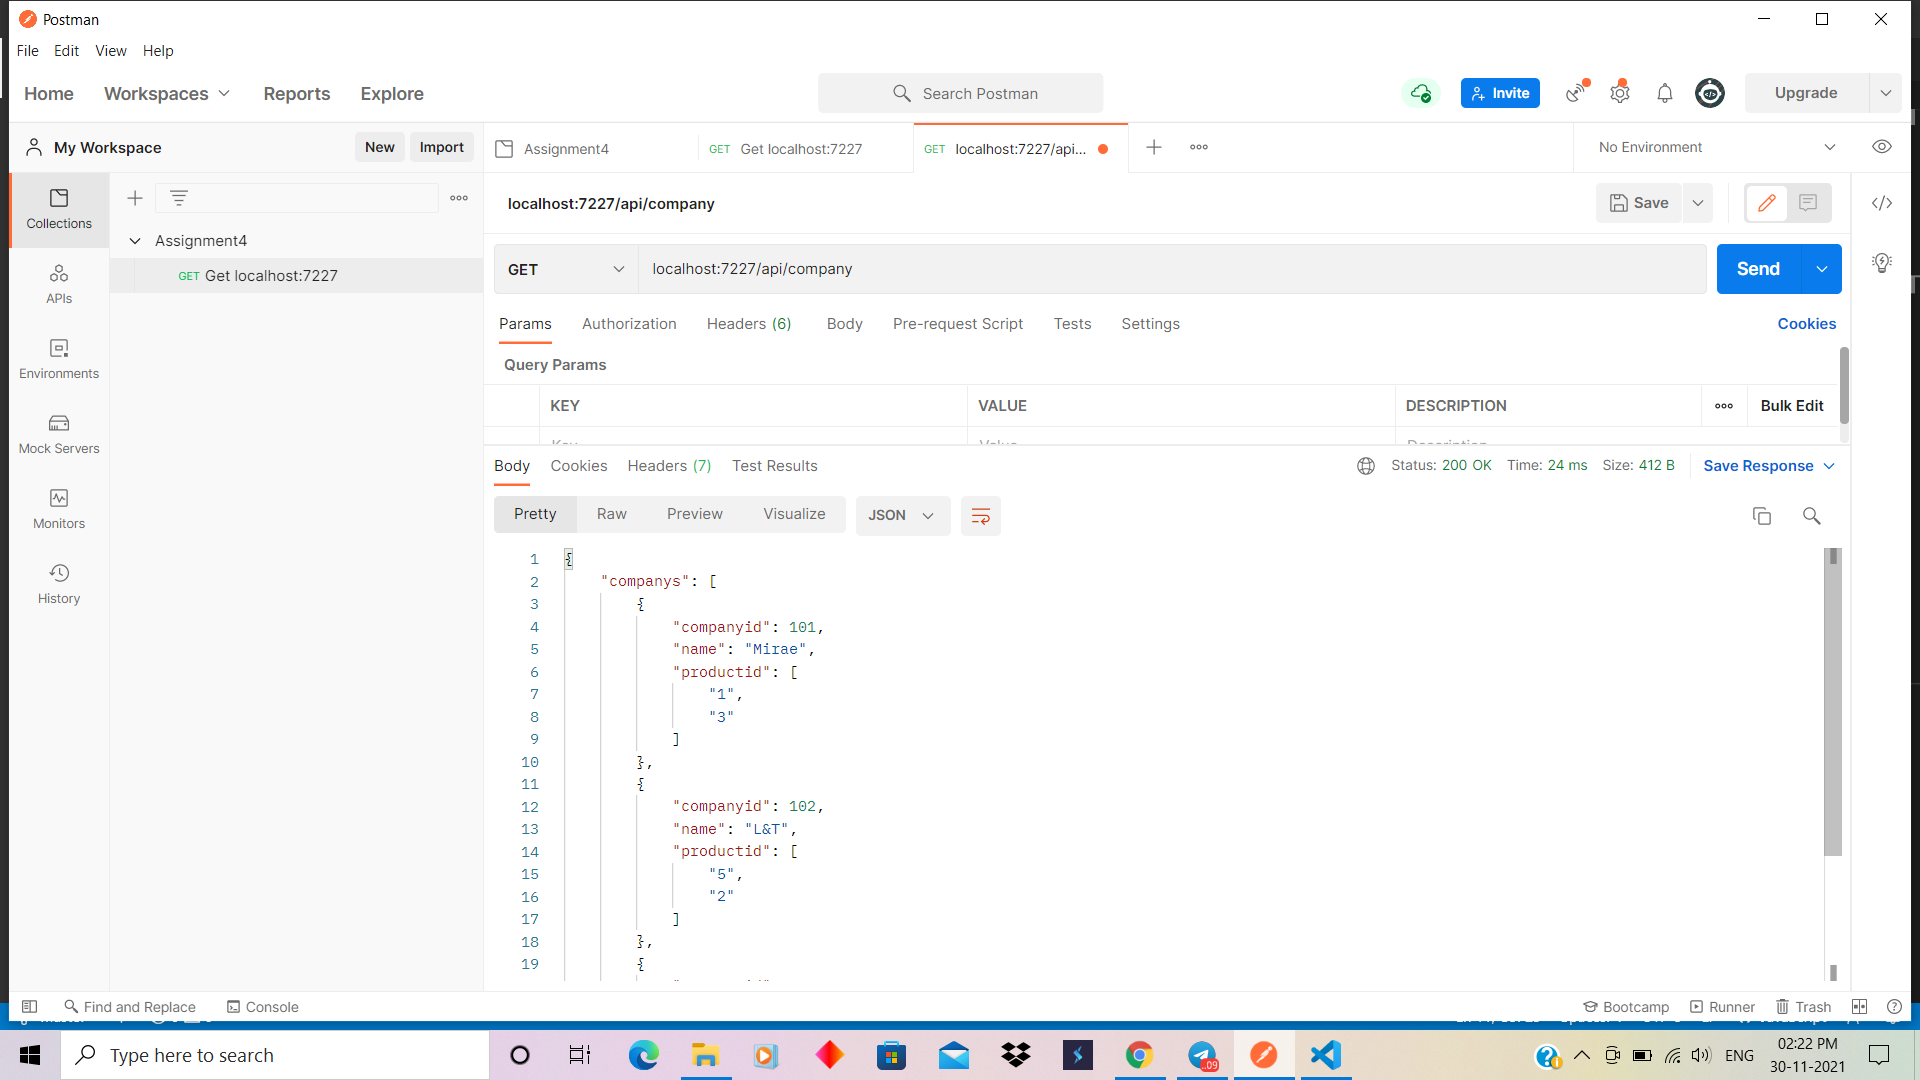 Postman
File Edit View Help
Home Workspaces Reports Explore
Search Postman
Invite
Upgrade
My Workspace New Import
Assignment4
GET Get localhost:7227
GET localhost:7227/api...
No Environment
Collections
APIs
Environments
Mock Servers
Monitors
History
Assignment4
GET Get localhost:7227
localhost:7227/api/company
Save
GET localhost:7227/api/company
Send
Params Authorization Headers (6) Body Pre-request Script Tests Settings Cookies
Query Params
KEY VALUE DESCRIPTION Bulk Edit
Key Value Description
Body Cookies Headers (7) Test Results
Status: 200 OK Time: 24 ms Size: 412 B Save Response
Pretty Raw Preview Visualize JSON
1 {
2 "companys": [
3 {
4 "companyid": 101,
5 "name": "Mirae",
6 "productid": [
7 "1",
8 "3"
9 ]
10 },
11 {
12 "companyid": 102,
13 "name": "L&T",
14 "productid": [
15 "5",
16 "2"
17 ]
18 },
19 {
Find and Replace Console
Bootcamp Runner Trash
Type here to search
..09
ENG
02:22 PM
30-11-2021